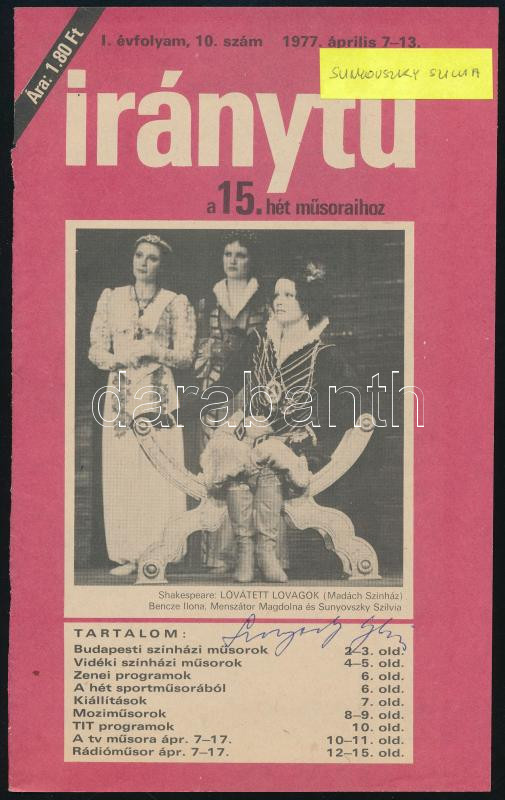 Ára: 1.80 Ft
I. évfolyam, 10. szám 1977. április 7–13.
SUNYOVSZKY SZILVIA
iránytű
a 15. hét műsoraihoz
darabanth
Shakespeare: LÓVÁTETT LOVAGOK (Madách Színház)
Bencze Ilona, Menszátor Magdolna és Sunyovszky Szilvia
TARTALOM:
Budapesti színházi műsorok 2–3. old.
Vidéki színházi műsorok 4–5. old.
Zenei programok 6. old.
A hét sportműsorából 6. old.
Kiállítások 7. old.
Moziműsorok 8–9. old.
TIT programok 10. old.
A tv műsora ápr. 7–17. 10–11. old.
Rádióműsor ápr. 7–17. 12–15. old.